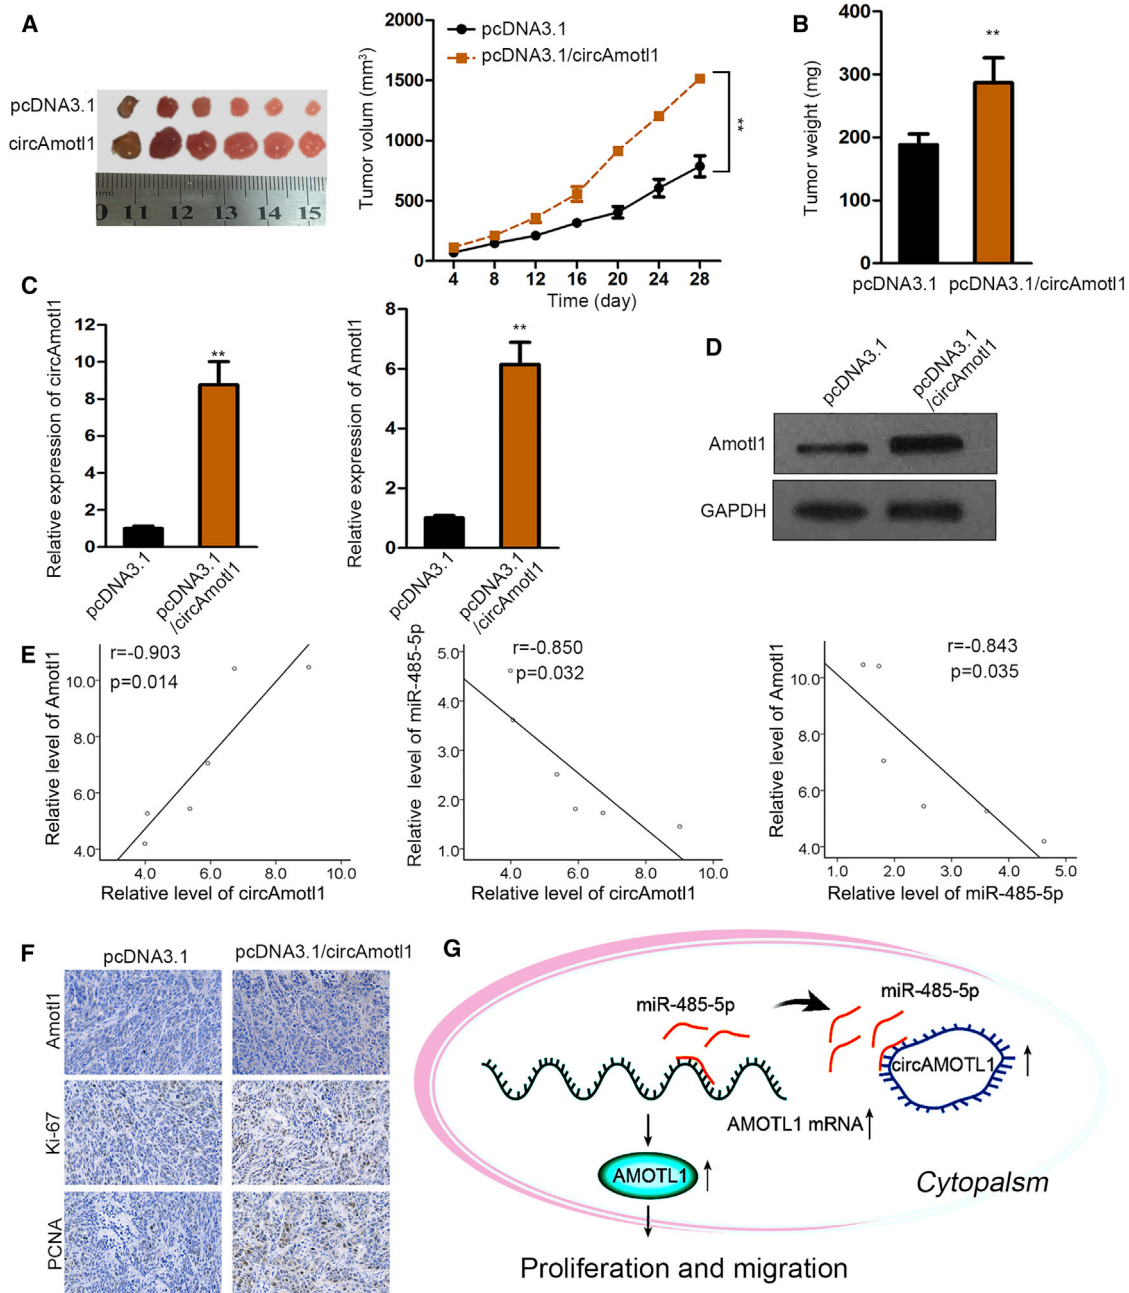 A
pcDNA3.1
circAmotl1
0 11 12 13 14 15
Tumor volum (mm³)
2000
1500
1000
500
0
pcDNA3.1
pcDNA3.1/circAmotl1
**
4 8 12 16 20 24 28
Time (day)
B
Tumor weight (mg)
400
300
200
100
0
**
pcDNA3.1 pcDNA3.1/circAmotl1
C
Relative expression of circAmotl1
12
10
8
6
4
2
0
**
pcDNA3.1
pcDNA3.1
/circAmotl1
Relative expression of Amotl1
8
6
4
2
0
**
pcDNA3.1
pcDNA3.1
/circAmotl1
D
pcDNA3.1
pcDNA3.1
/circAmotl1
Amotl1
GAPDH
E
Relative level of Amotl1
r=-0.903
p=0.014
10.0
8.0
6.0
4.0
4.0 6.0 8.0 10.0
Relative level of circAmotl1
Relative level of miR-485-5p
r=-0.850
p=0.032
5.0
4.0
3.0
2.0
1.0
4.0 6.0 8.0 10.0
Relative level of circAmotl1
Relative level of Amotl1
r=-0.843
p=0.035
10.0
8.0
6.0
4.0
1.0 2.0 3.0 4.0 5.0
Relative level of miR-485-5p
F
pcDNA3.1 pcDNA3.1/circAmotl1
Amotl1
Ki-67
PCNA
G
miR-485-5p
miR-485-5p
circAMOTL1
AMOTL1 mRNA
AMOTL1
Cytopalsm
Proliferation and migration